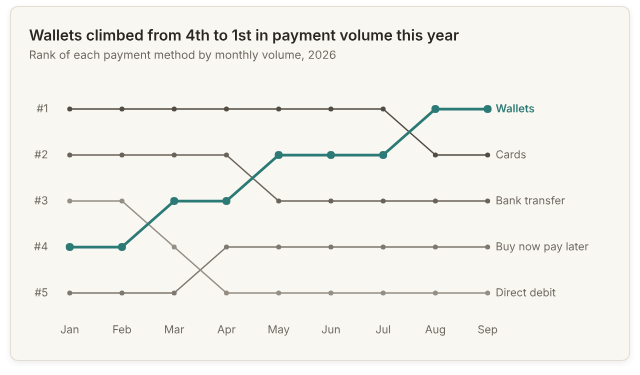 Wallets climbed from 4th to 1st in payment volume this year
Rank of each payment method by monthly volume, 2026
#1
Wallets
#2
Cards
#3
Bank transfer
#4
Buy now pay later
#5
Direct debit
Jan Feb Mar Apr May Jun Jul Aug Sep